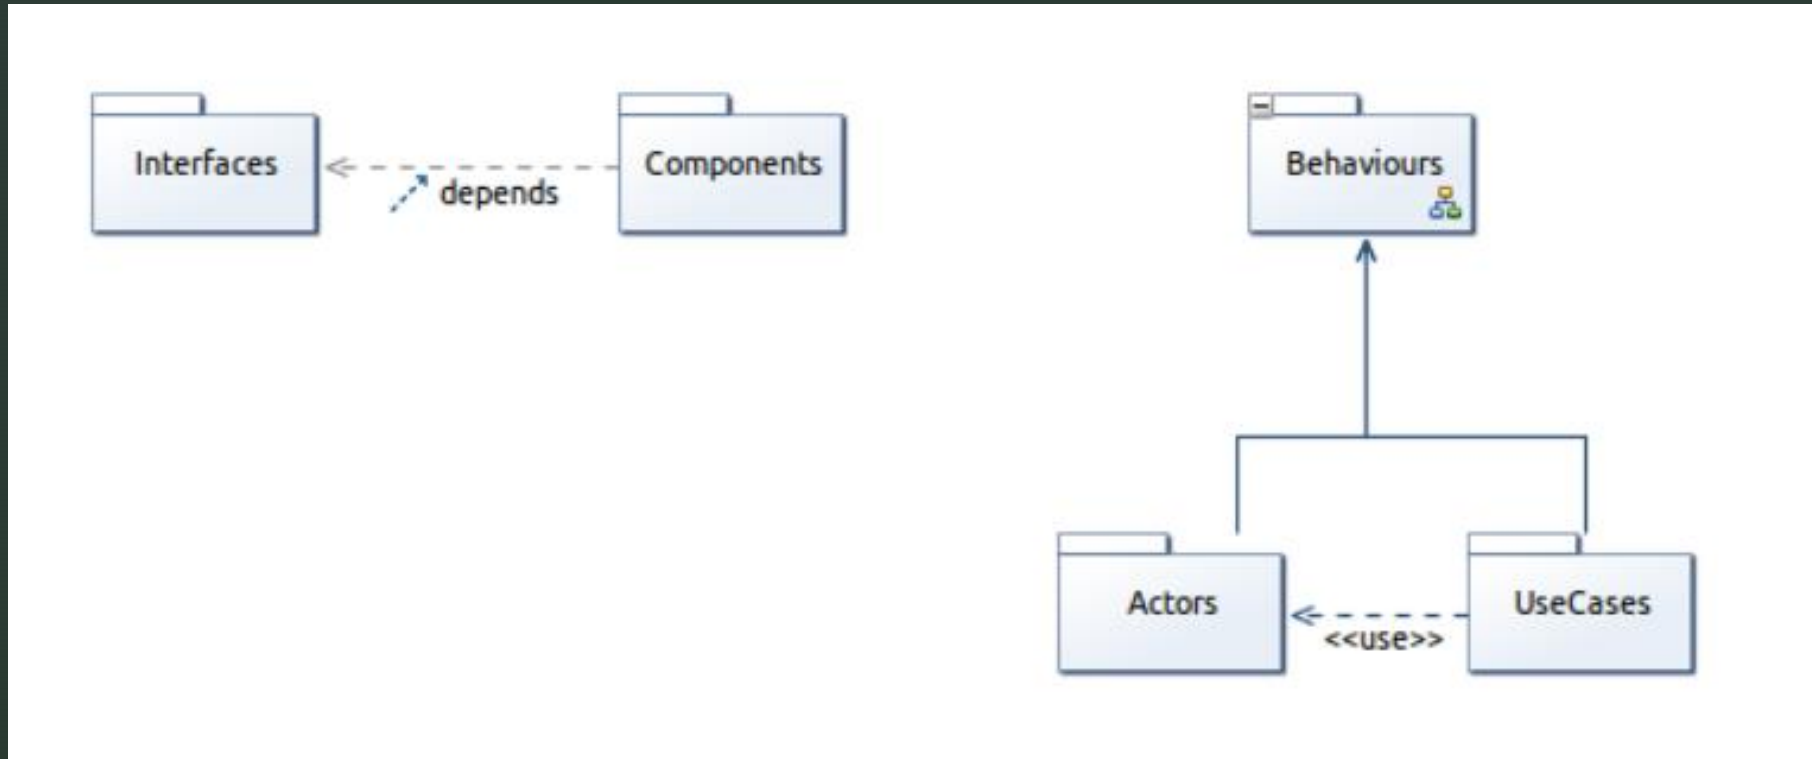 Interfaces
Components
depends
Behaviours
Actors
UseCases
<<use>>